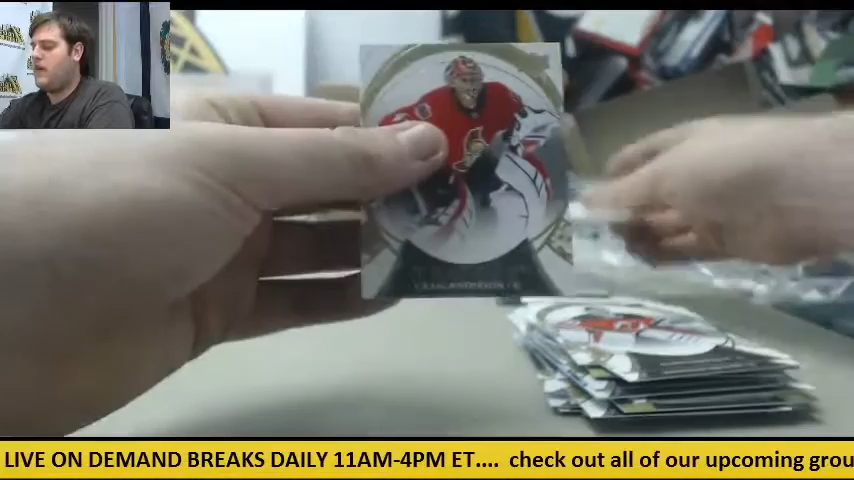 LIVE ON DEMAND BREAKS DAILY 11AM-4PM ET.... check out all of our upcoming grou